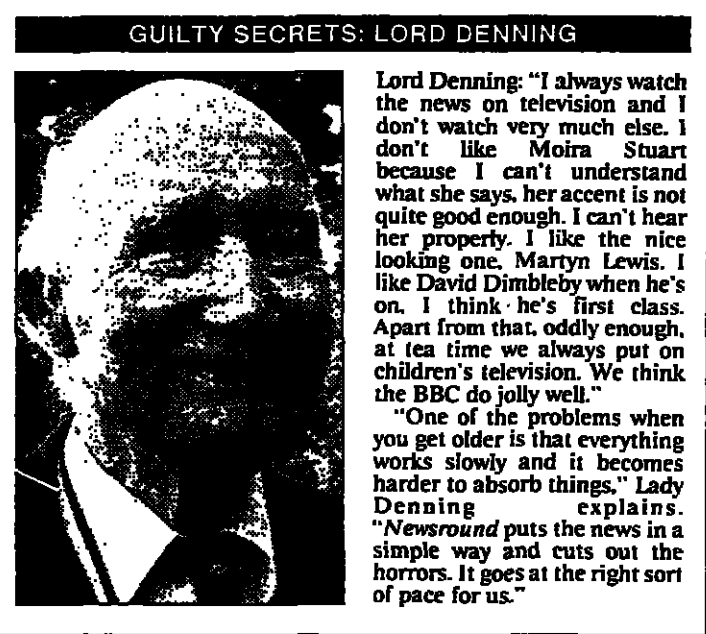 GUILTY SECRETS: LORD DENNING
Lord Denning: "I always watch
the news on television and I
don't watch very much else. I
don't like Moira Stuart
because I can't understand
what she says, her accent is not
quite good enough. I can't hear
her properly. I like the nice
looking one, Martyn Lewis. I
like David Dimbleby when he's
on, I think he's first class.
Apart from that, oddly enough,
at tea time we always put on
children's television. We think
the BBC do jolly well."
"One of the problems when
you get older is that everything
works slowly and it becomes
harder to absorb things," Lady
Denning explains.
"Newsround puts the news in a
simple way and cuts out the
horrors. It goes at the right sort
of pace for us."